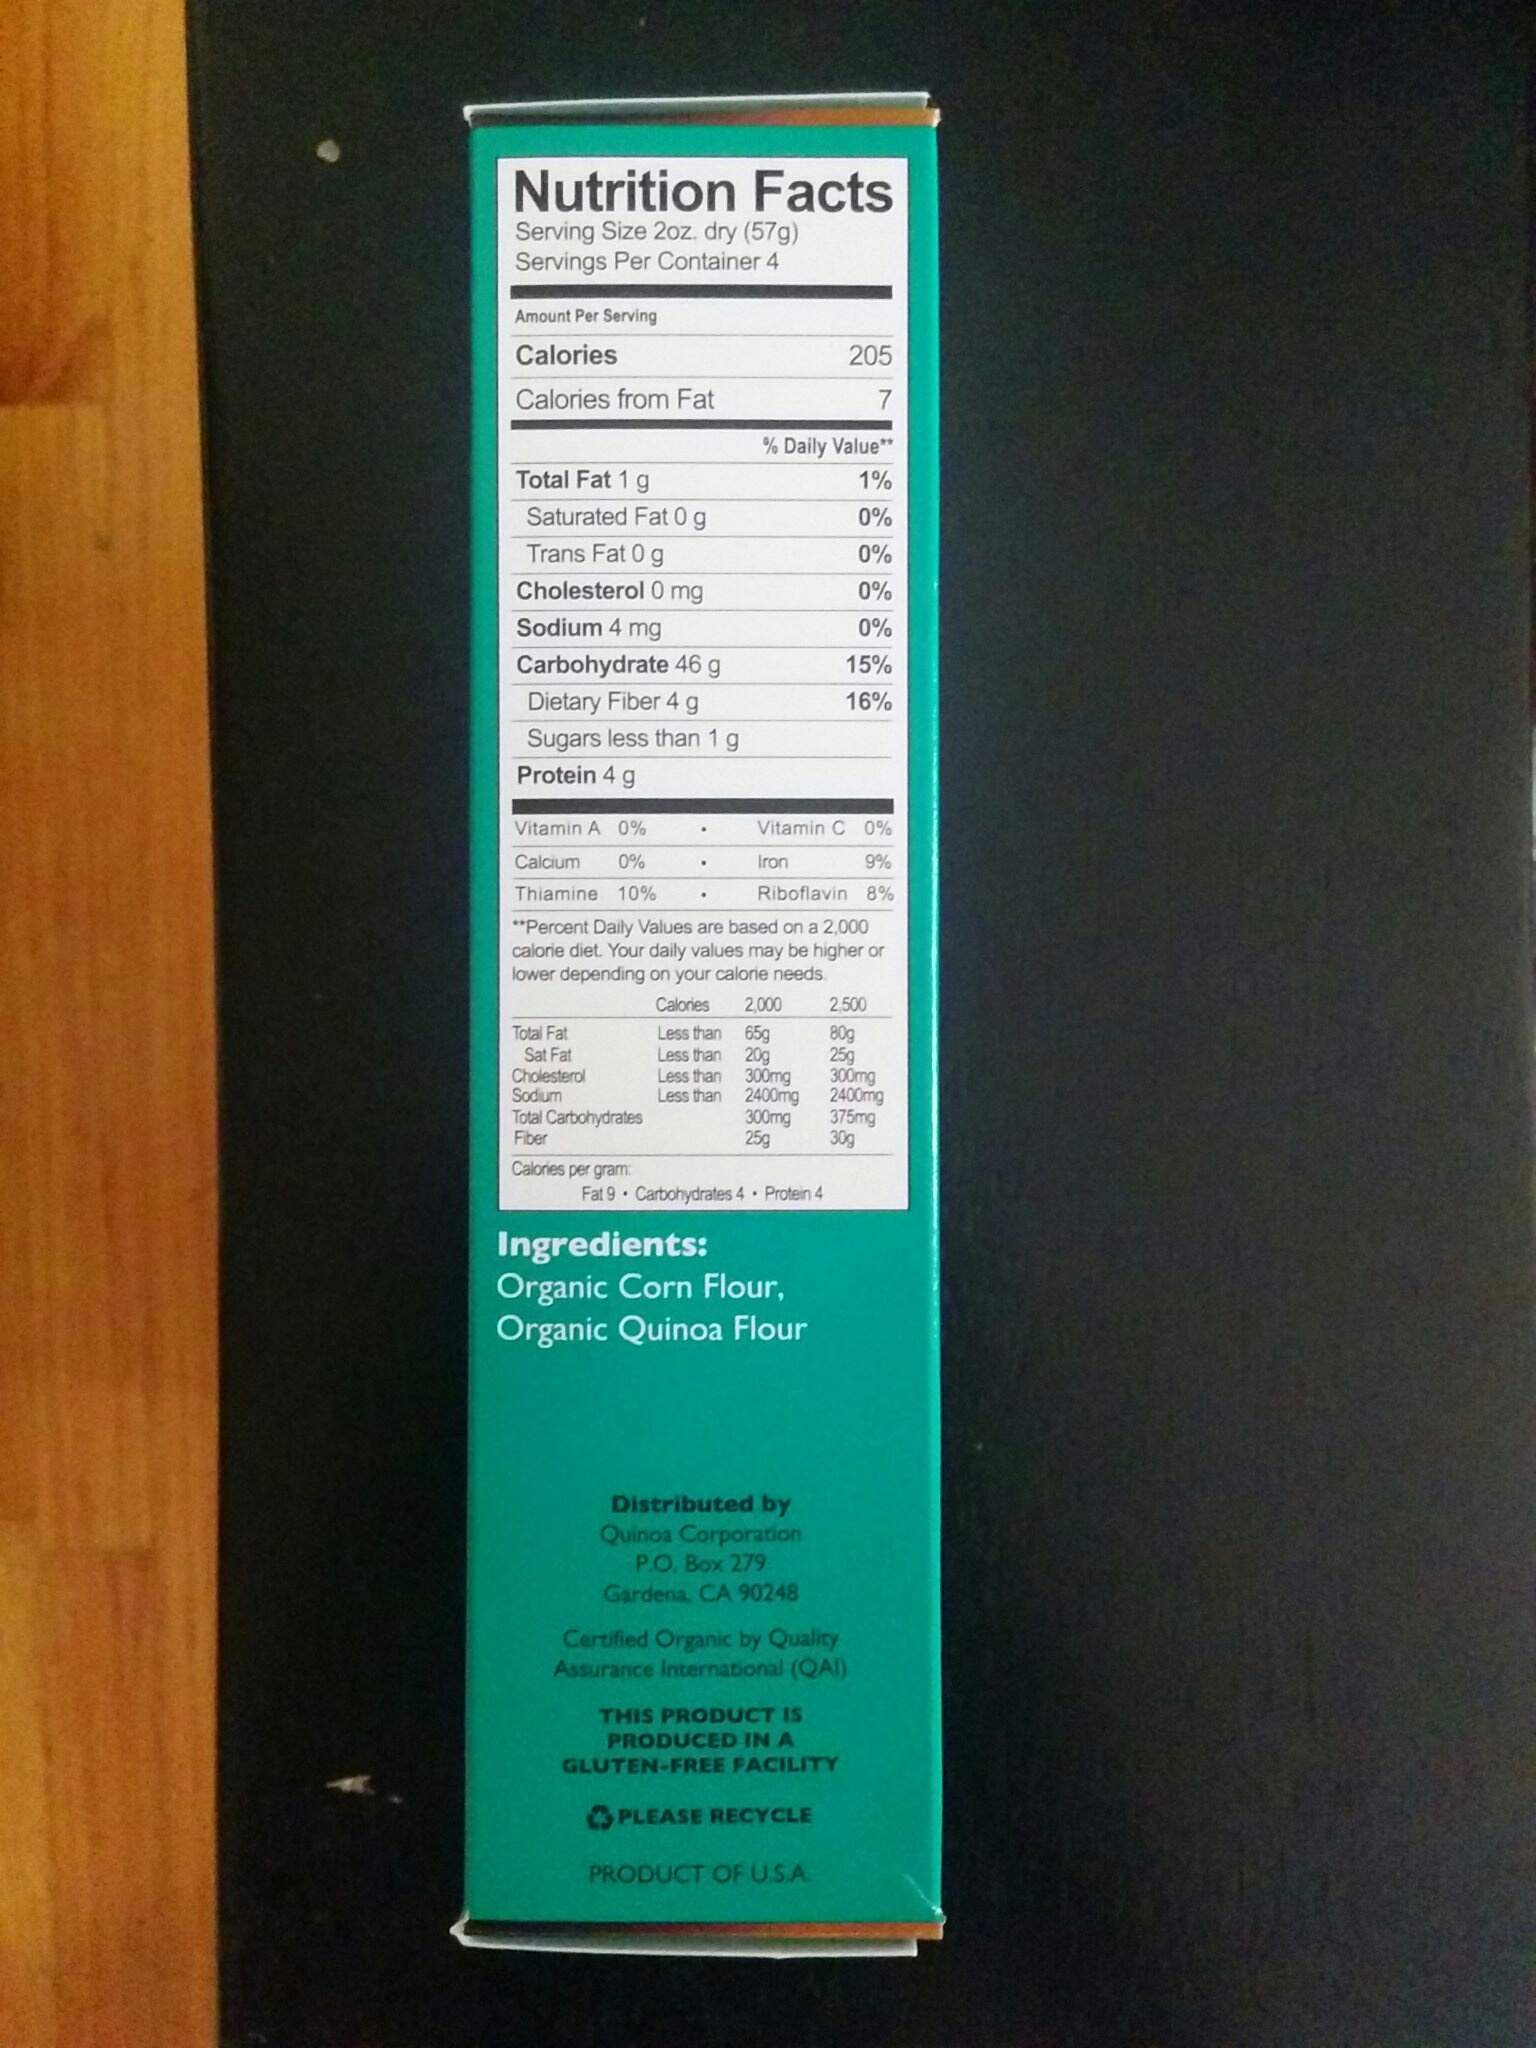 Nutrition Facts
Serving Size 2oz. dry (57g)
Servings Per Container 4
Amount Per Serving
Calories 205
Calories from Fat 7
% Daily Value**
Total Fat 1 g 1%
Saturated Fat 0 g 0%
Trans Fat 0 g 0%
Cholesterol 0 mg 0%
Sodium 4 mg 0%
Carbohydrate 46 g 15%
Dietary Fiber 4 g 16%
Sugars less than 1 g
Protein 4 g
Vitamin A 0% • Vitamin C 0%
Calcium 0% • Iron 9%
Thiamine 10% • Riboflavin 8%
**Percent Daily Values are based on a 2,000
calorie diet. Your daily values may be higher or
lower depending on your calorie needs.
Calories 2,000 2,500
Total Fat Less than 65g 80g
Sat Fat Less than 20g 25g
Cholesterol Less than 300mg 300mg
Sodium Less than 2400mg 2400mg
Total Carbohydrates 300mg 375mg
Fiber 25g 30g
Calories per gram:
Fat 9 • Carbohydrates 4 • Protein 4
Ingredients:
Organic Corn Flour,
Organic Quinoa Flour
Distributed by
Quinoa Corporation
P.O. Box 279
Gardena, CA 90248
Certified Organic by Quality
Assurance International (QAI)
THIS PRODUCT IS
PRODUCED IN A
GLUTEN-FREE FACILITY
PLEASE RECYCLE
PRODUCT OF U.S.A.